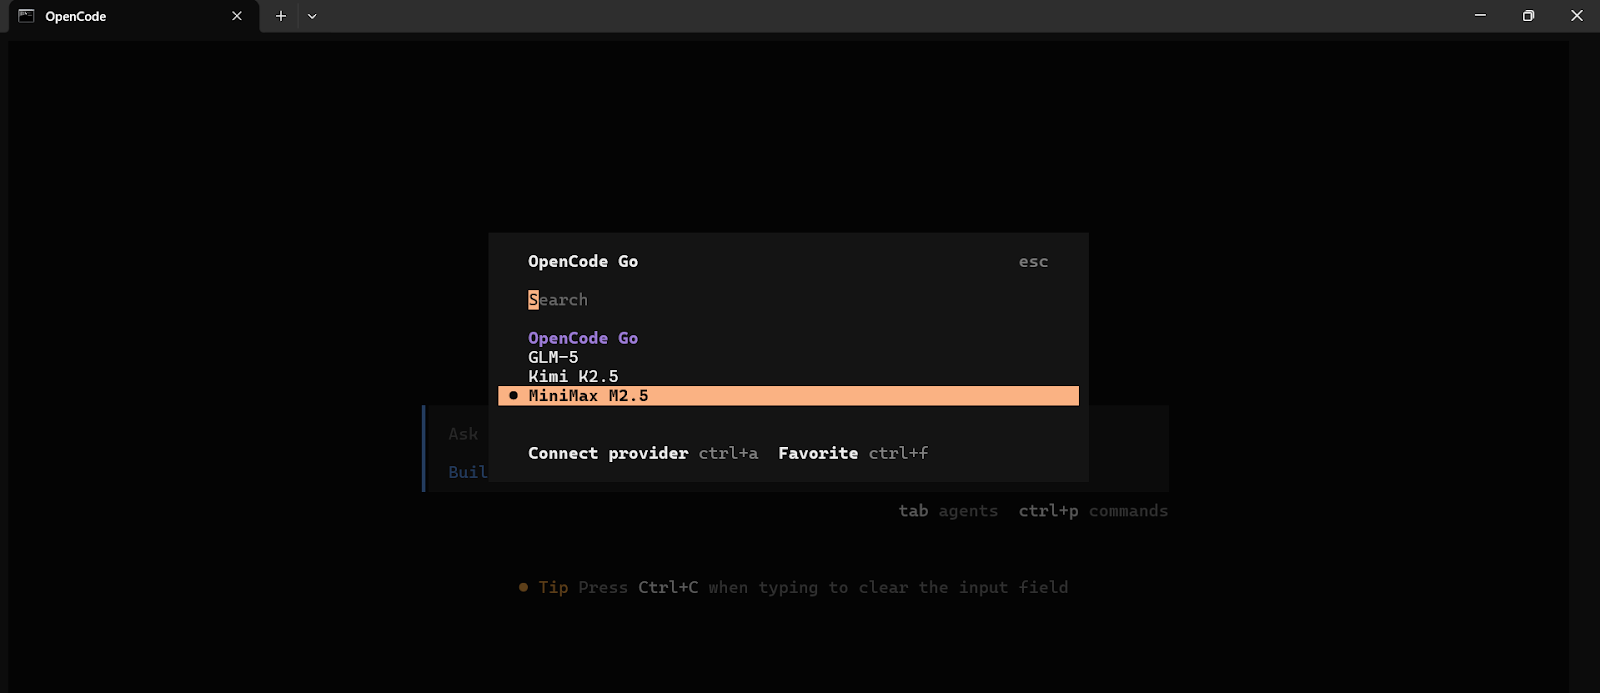 OpenCode
OpenCode Go esc
Search
OpenCode Go
GLM-5
Kimi K2.5
MiniMax M2.5
Ask
Connect provider ctrl+a Favorite ctrl+f
Buil
tab agents ctrl+p commands
Tip Press Ctrl+C when typing to clear the input field